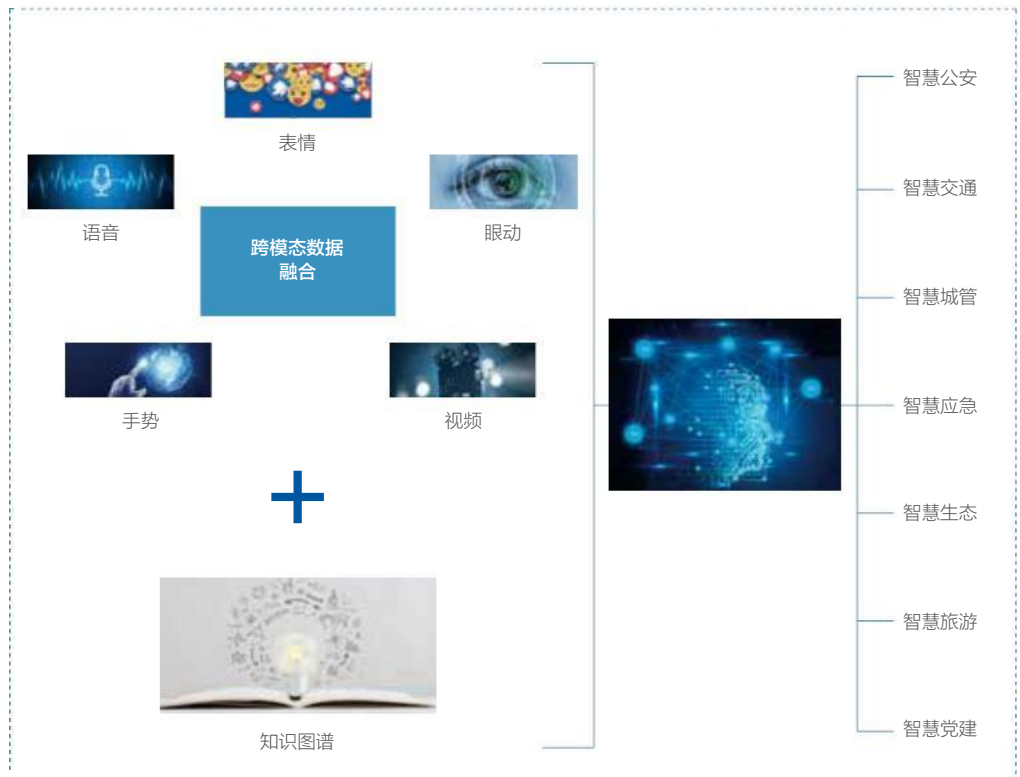 表情
语音
眼动
跨模态数据
融合
手势
视频
知识图谱
智慧公安
智慧交通
智慧城管
智慧应急
智慧生态
智慧旅游
智慧党建